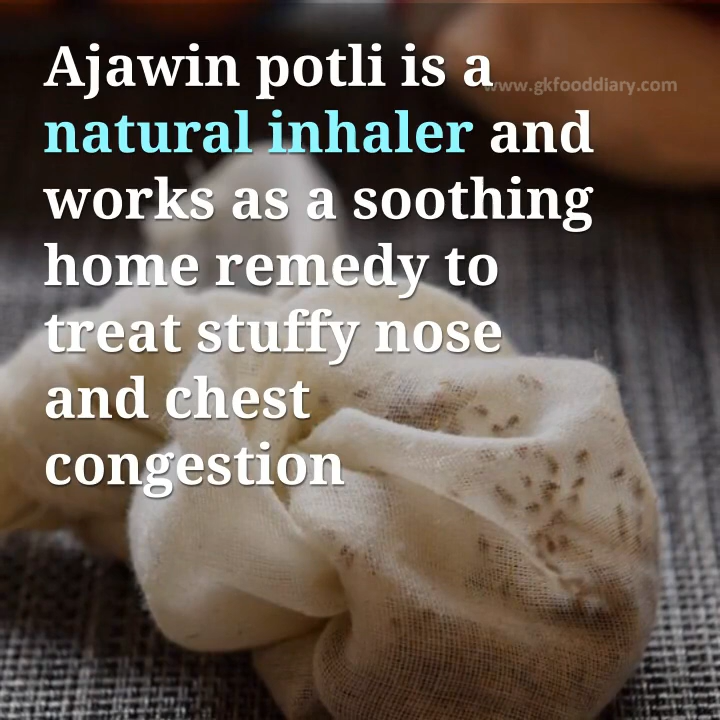 Ajawin potli is a
www.gkfooddiary.com
natural inhaler and
works as a soothing
home remedy to
treat stuffy nose
and chest
congestion